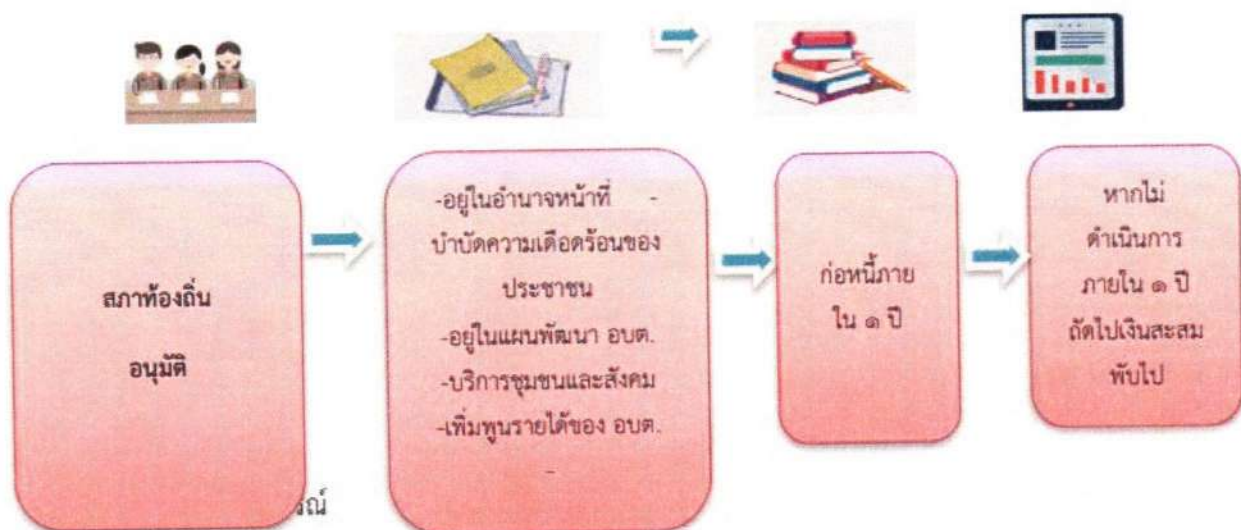 สภาท้องถิ่น
อนุมัติ
-อยู่ในอำนาจหน้าที่ -
บำบัดความเดือดร้อนของ
ประชาชน
-อยู่ในแผนพัฒนา อบต.
-บริการชุมชนและสังคม
-เพิ่มพูนรายได้ของ อบต.
-
ก่อหนี้ภาย
ใน ๑ ปี
หากไม่
ดำเนินการ
ภายใน ๑ ปี
ถัดไปเงินสะสม
พับไป
รณ์